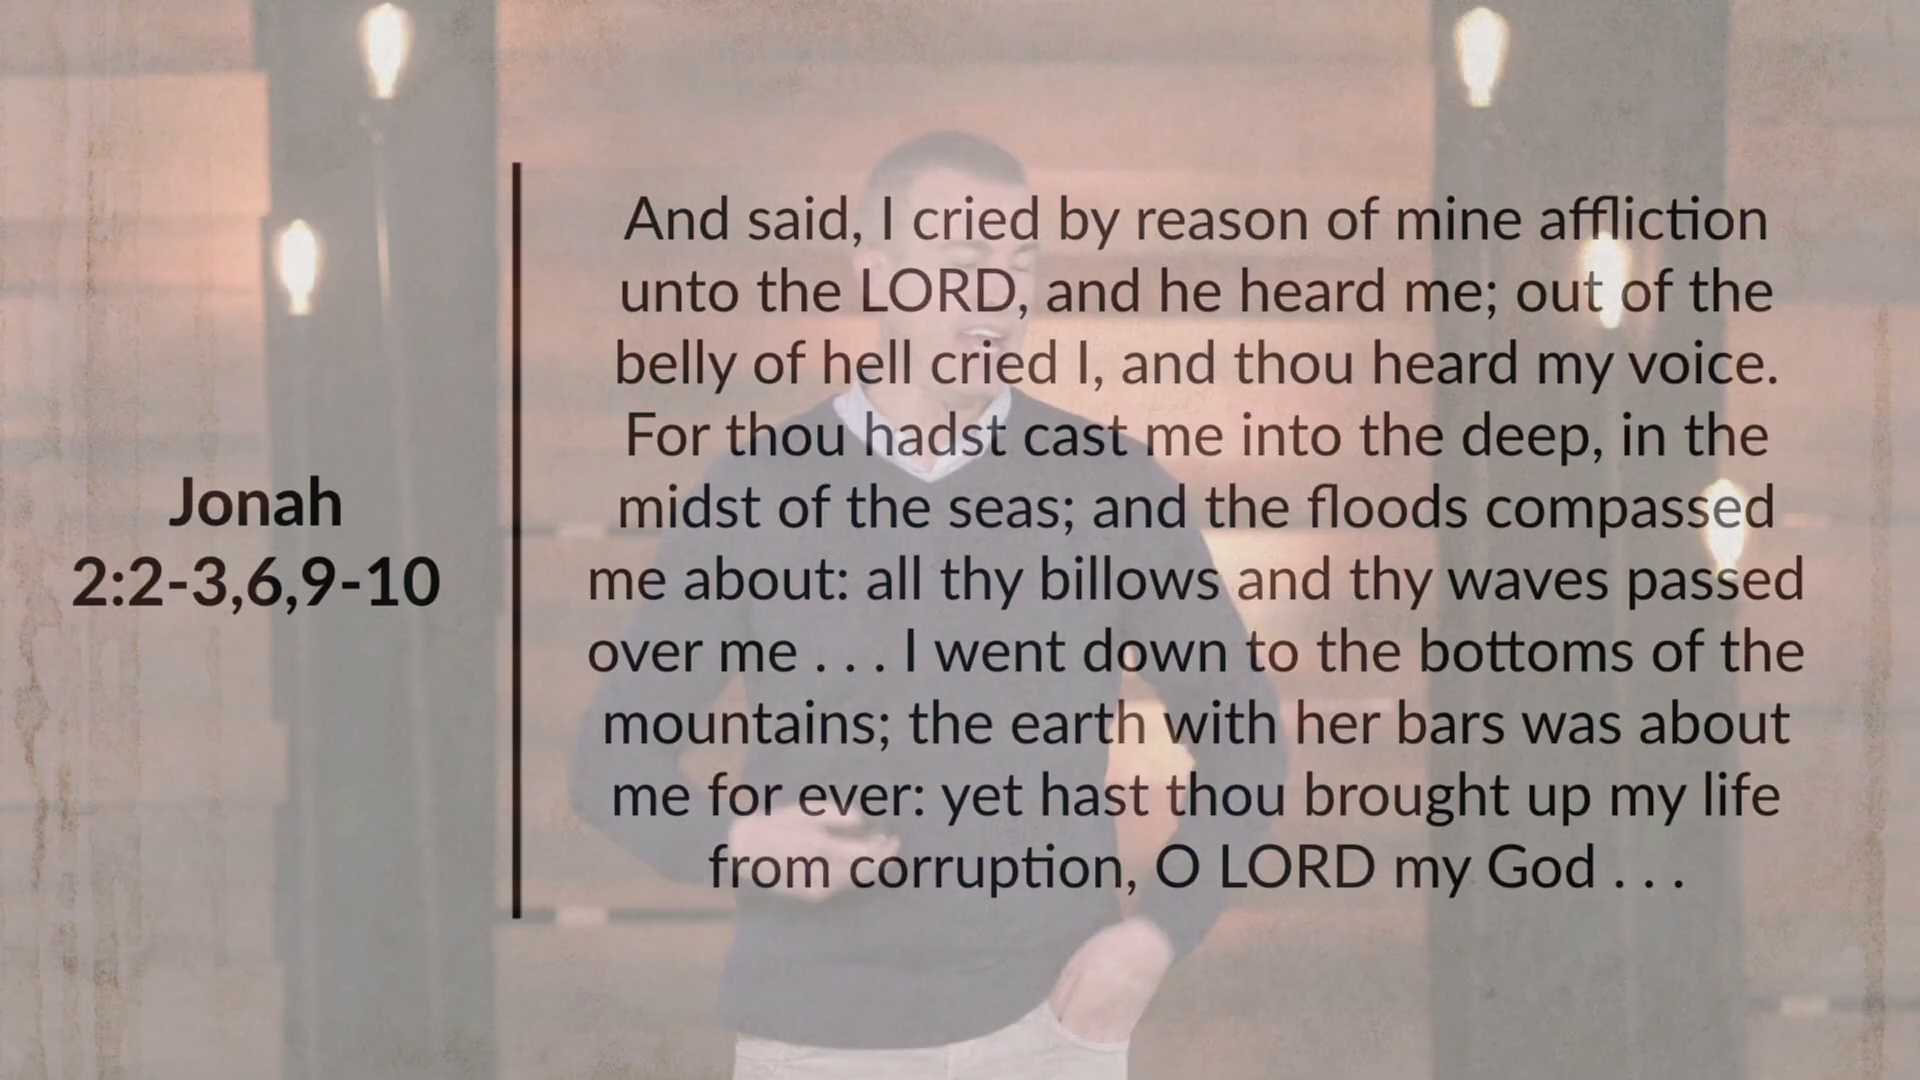 Jonah
2:2-3,6,9-10
And said, I cried by reason of mine affliction
unto the LORD, and he heard me; out of the
belly of hell cried I, and thou heard my voice.
For thou hadst cast me into the deep, in the
midst of the seas; and the floods compassed
me about: all thy billows and thy waves passed
over me . . . I went down to the bottoms of the
mountains; the earth with her bars was about
me for ever: yet hast thou brought up my life
from corruption, O LORD my God . . .